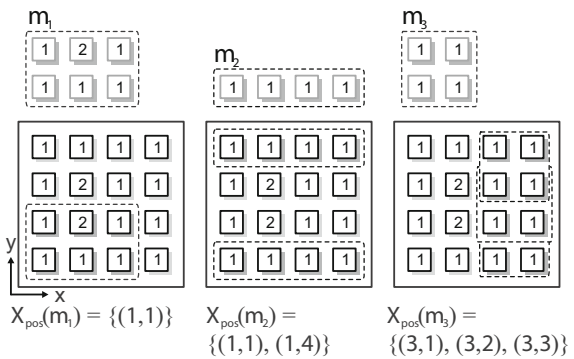 m₁
1 2 1
1 1 1
m₂
1 1 1 1
m₃
1 1
1 1
1 1 1 1
1 2 1 1
1 2 1 1
1 1 1 1
1 1 1 1
1 2 1 1
1 2 1 1
1 1 1 1
1 1 1 1
1 2 1 1
1 2 1 1
1 1 1 1
y
x
Xpos(m₁) = {(1,1)}
Xpos(m₂) =
{(1,1), (1,4)}
Xpos(m₃) =
{(3,1), (3,2), (3,3)}